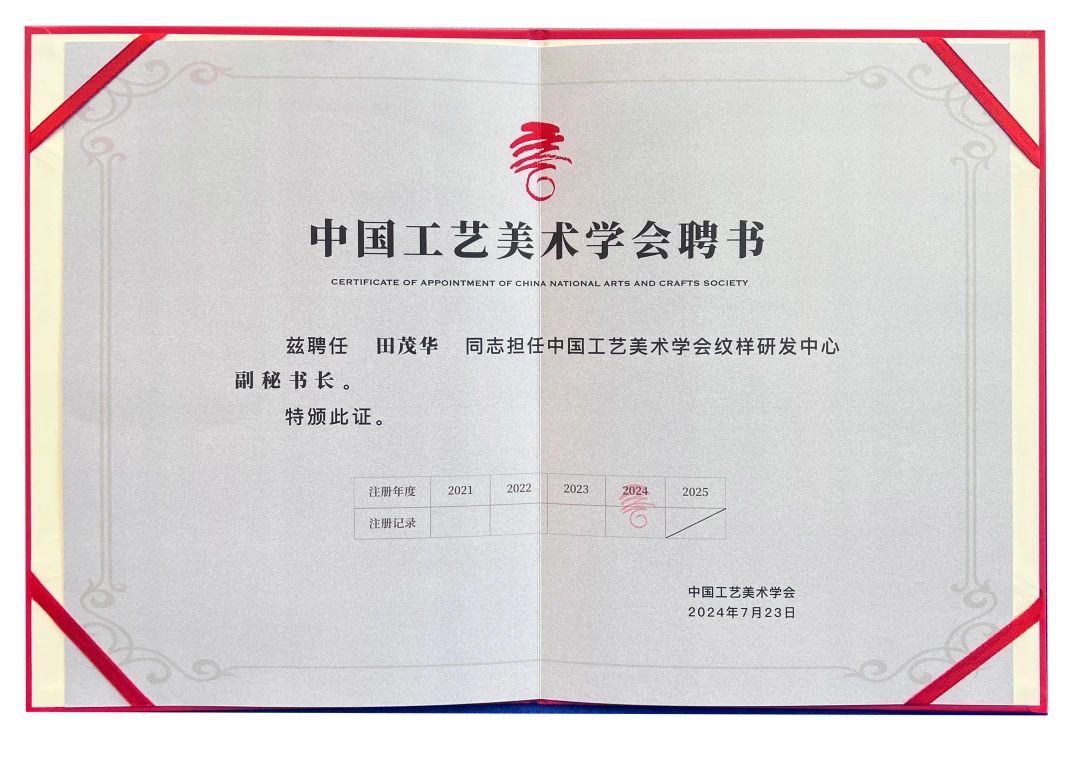 中国工艺美术学会聘书
CERTIFICATE OF APPOINTMENT OF CHINA NATIONAL ARTS AND CRAFTS SOCIETY
兹聘任 田茂华 同志担任中国工艺美术学会纹样研发中心
副秘书长。
特颁此证。
注册年度 2021 2022 2023 2024 2025
注册记录
中国工艺美术学会
2024年7月23日